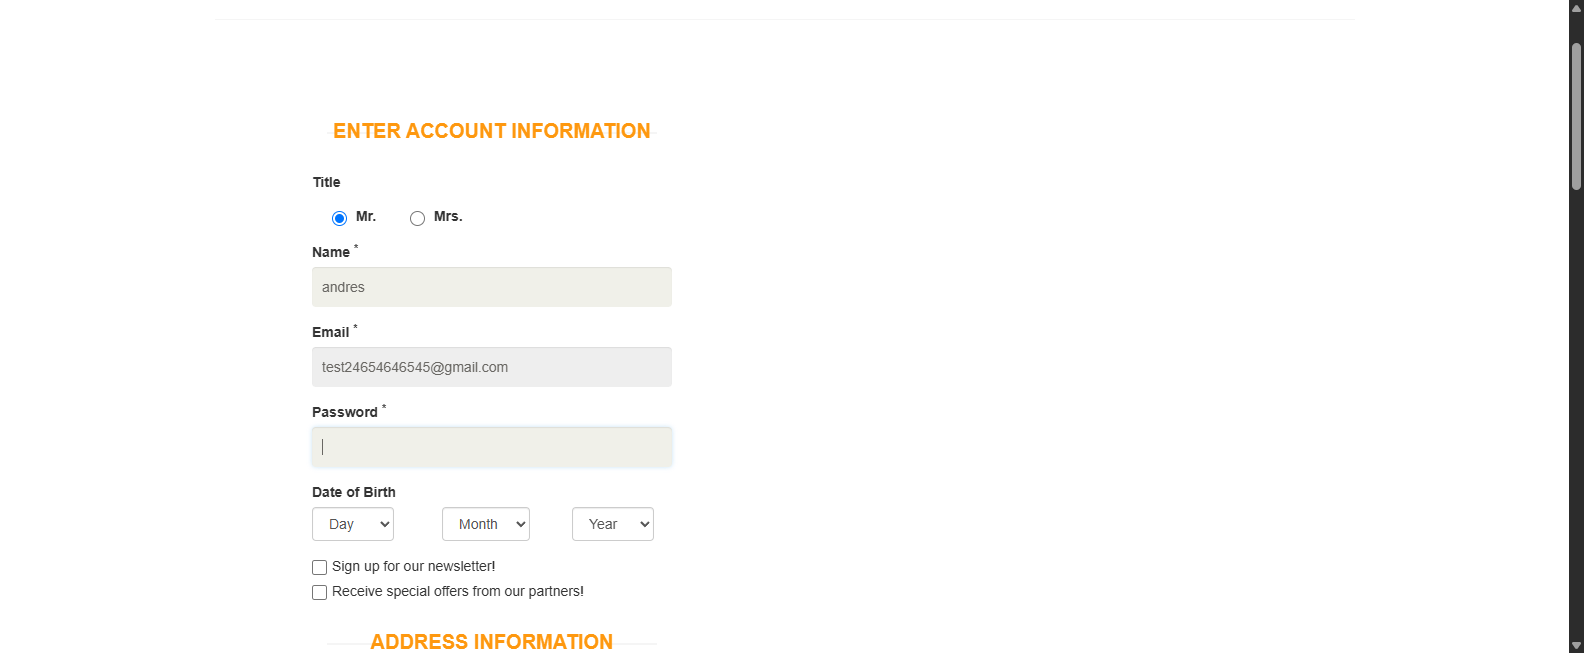 ENTER ACCOUNT INFORMATION
Title
Mr. Mrs.
Name *
andres
Email *
test24654646545@gmail.com
Password *
Date of Birth
Day Month Year
Sign up for our newsletter!
Receive special offers from our partners!
ADDRESS INFORMATION